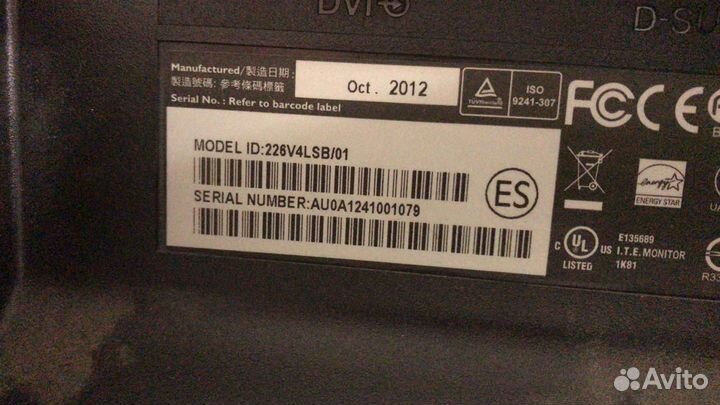 DVI
D-SU
Manufactured/製造日期:
Oct . 2012
製造號碼: 參考條碼標籤
Serial No.: Refer to barcode label
TÜVRheinland
ISO
9241-307
FC CE
MODEL ID:226V4LSB/01
SERIAL NUMBER:AU0A1241001079
ES
energy
ENERGY STAR
UA
C UL US
LISTED
E135689
I.T.E. MONITOR
1K81
R33
Avito